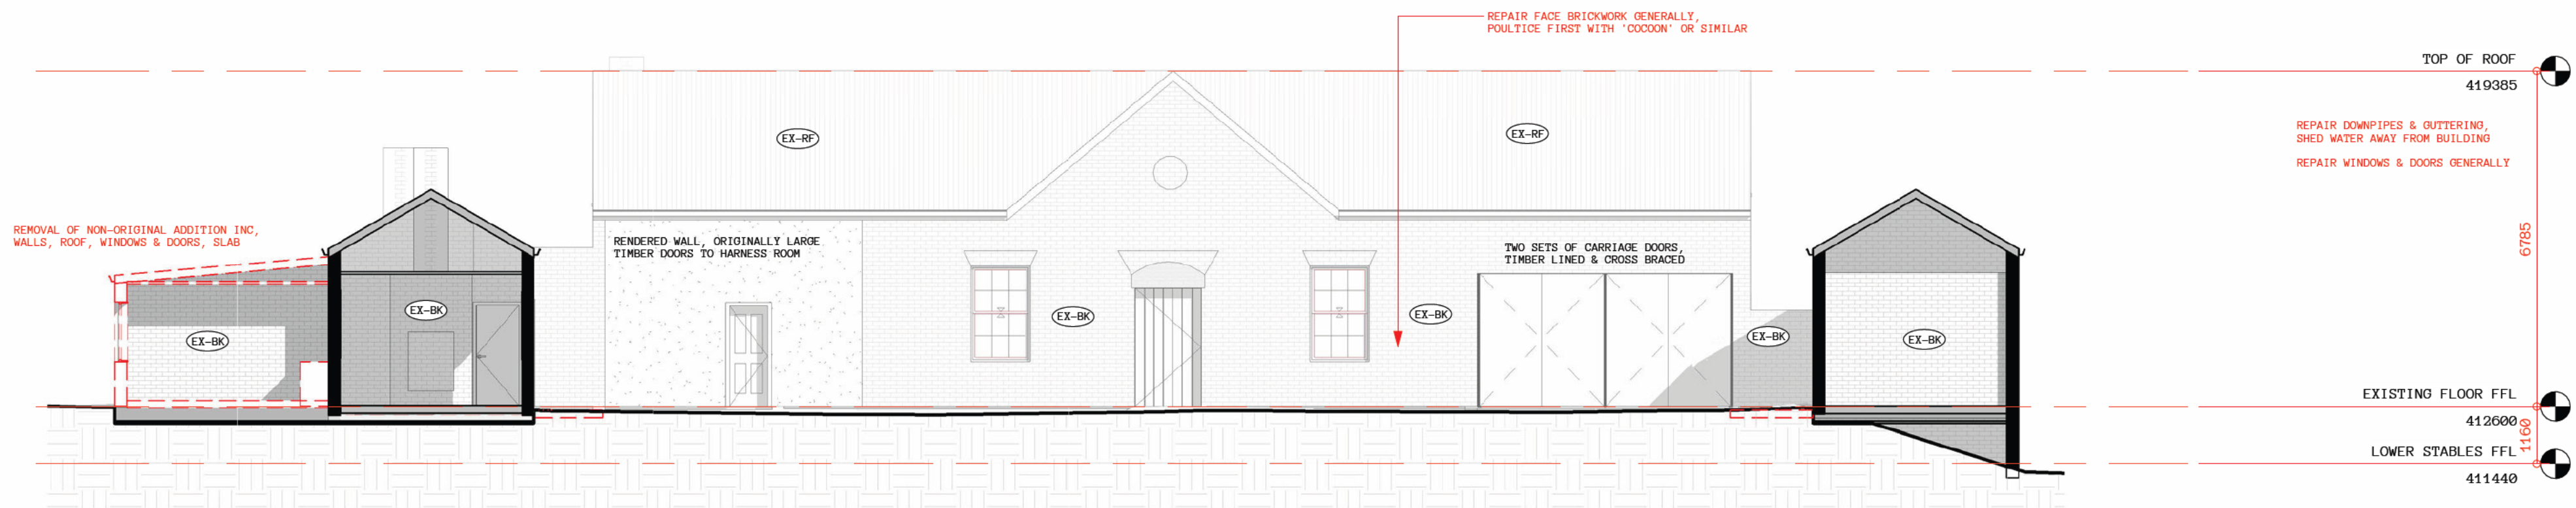 REPAIR FACE BRICKWORK GENERALLY,
POULTICE FIRST WITH 'COCOON' OR SIMILAR
TOP OF ROOF
419385
EX-RF
EX-RF
REPAIR DOWNPIPES & GUTTERING,
SHED WATER AWAY FROM BUILDING
REPAIR WINDOWS & DOORS GENERALLY
REMOVAL OF NON-ORIGINAL ADDITION INC,
WALLS, ROOF, WINDOWS & DOORS, SLAB
RENDERED WALL, ORIGINALLY LARGE
TIMBER DOORS TO HARNESS ROOM
TWO SETS OF CARRIAGE DOORS,
TIMBER LINED & CROSS BRACED
6785
EX-BK
EX-BK
EX-BK
EX-BK
EX-BK
EX-BK
EXISTING FLOOR FFL
412600
1160
LOWER STABLES FFL
411440